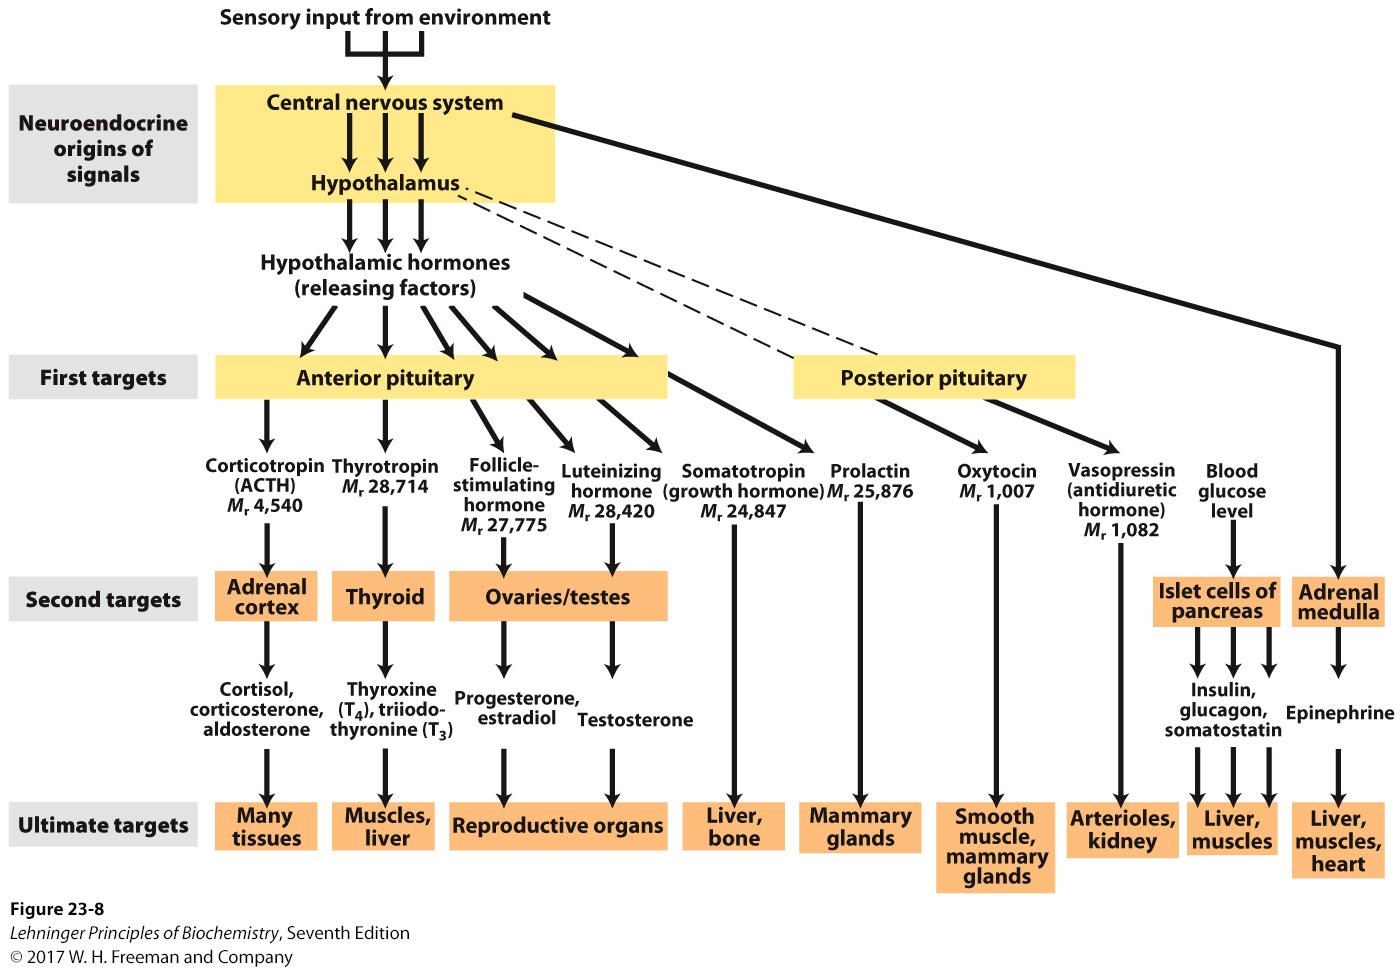 Sensory input from environment
Neuroendocrine
origins of
signals
Central nervous system
Hypothalamus
Hypothalamic hormones
(releasing factors)
First targets
Anterior pituitary
Posterior pituitary
Corticotropin
(ACTH)
Mr 4,540
Thyrotropin
Mr 28,714
Follicle-
stimulating
hormone
Mr 27,775
Luteinizing
hormone
Mr 28,420
Somatotropin
(growth hormone)
Mr 24,847
Prolactin
Mr 25,876
Oxytocin
Mr 1,007
Vasopressin
(antidiuretic
hormone)
Mr 1,082
Blood
glucose
level
Second targets
Adrenal
cortex
Thyroid
Ovaries/testes
Islet cells of
pancreas
Adrenal
medulla
Cortisol,
corticosterone,
aldosterone
Thyroxine
(T4), triiodo-
thyronine (T3)
Progesterone,
estradiol
Testosterone
Insulin,
glucagon,
somatostatin
Epinephrine
Ultimate targets
Many
tissues
Muscles,
liver
Reproductive organs
Liver,
bone
Mammary
glands
Smooth
muscle,
mammary
glands
Arterioles,
kidney
Liver,
muscles
Liver,
muscles,
heart
Figure 23-8
Lehninger Principles of Biochemistry, Seventh Edition
© 2017 W. H. Freeman and Company